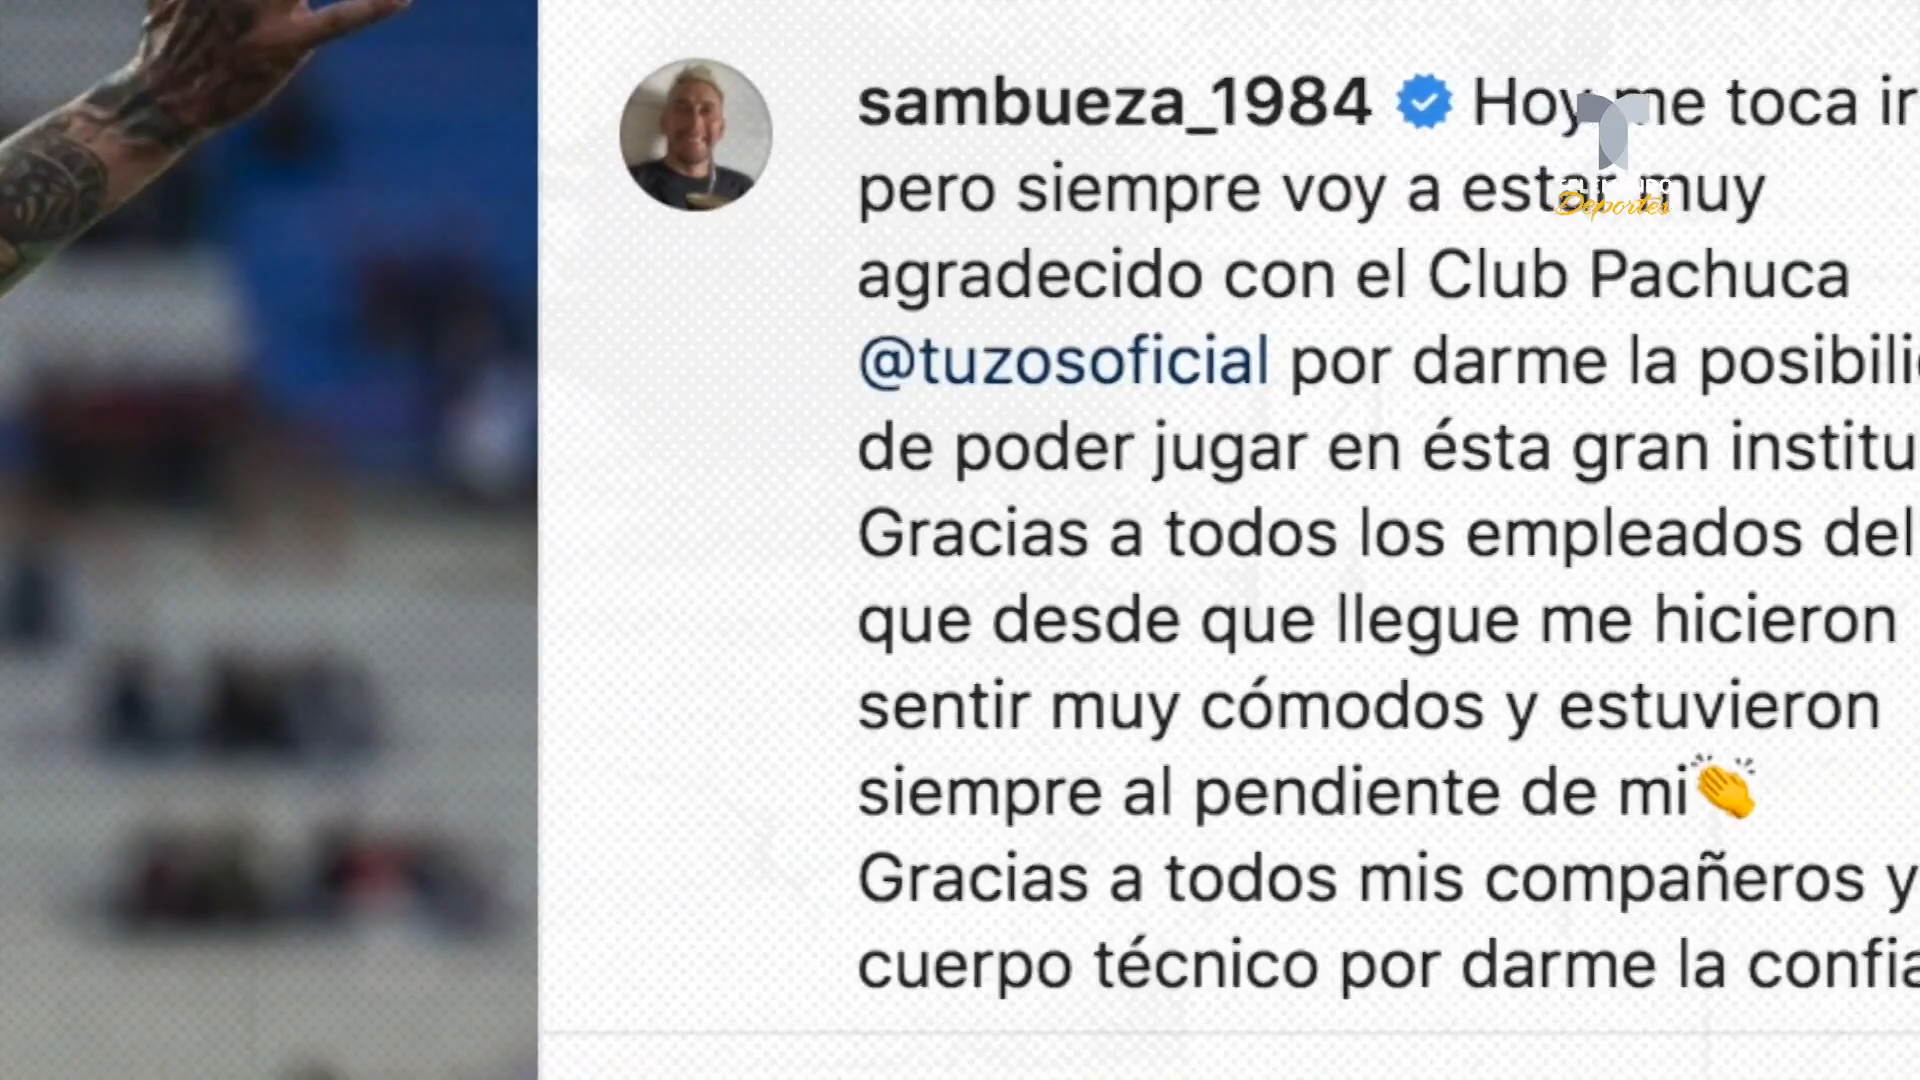 sambueza_1984 Hoy me toca ir
pero siempre voy a estar muy
agradecido con el Club Pachuca
@tuzosoficial por darme la posibili
de poder jugar en ésta gran institu
Gracias a todos los empleados del
que desde que llegue me hicieron
sentir muy cómodos y estuvieron
siempre al pendiente de mi👏
Gracias a todos mis compañeros y
cuerpo técnico por darme la confia
TELEMUNDO
Deportes